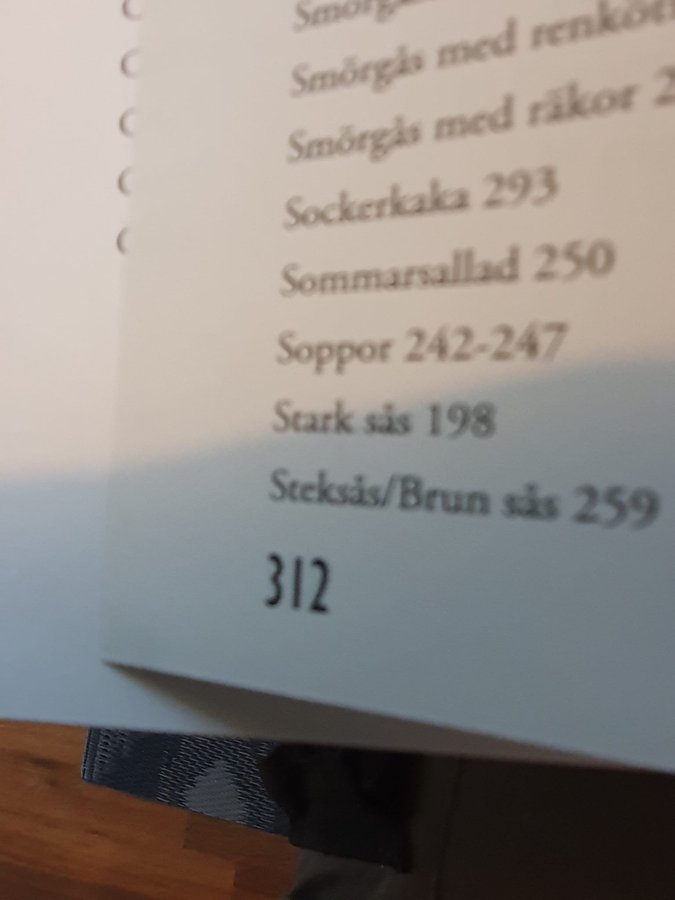 Smörgås med
Smörgås med räkor
Sockerkaka 293
Sommarsallad 250
Soppor 242-247
Stark sås 198
Steksås/Brun sås 259
312